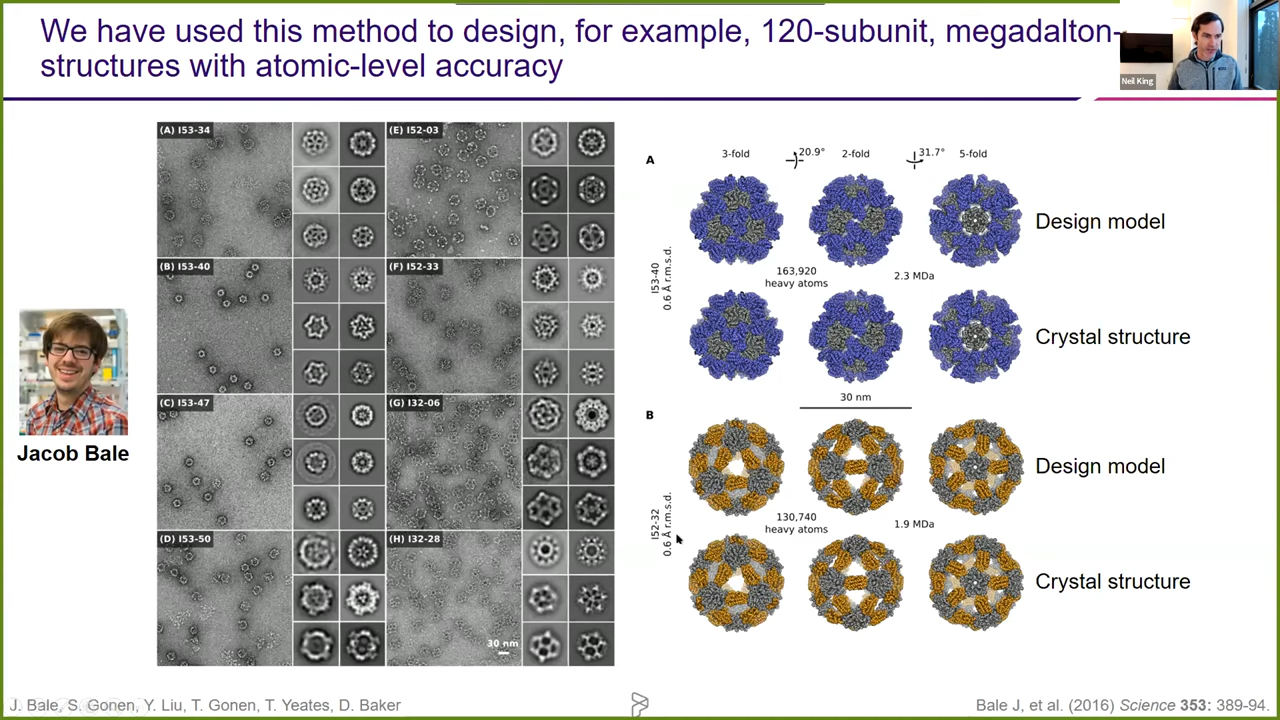 We have used this method to design, for example, 120-subunit, megadalton-
structures with atomic-level accuracy
Neil King
Jacob Bale
(A) I53-34
(B) I53-40
(C) I53-47
(D) I53-50
(E) I52-03
(F) I52-33
(G) I32-06
(H) I32-28
30 nm
A
3-fold
20.9°
2-fold
31.7°
5-fold
I53-40
0.6 Å r.m.s.d.
Design model
163,920
heavy atoms
2.3 MDa
Crystal structure
30 nm
B
I52-32
0.6 Å r.m.s.d.
Design model
130,740
heavy atoms
1.9 MDa
Crystal structure
J. Bale, S. Gonen, Y. Liu, T. Gonen, T. Yeates, D. Baker
Bale J, et al. (2016) Science 353: 389-94.